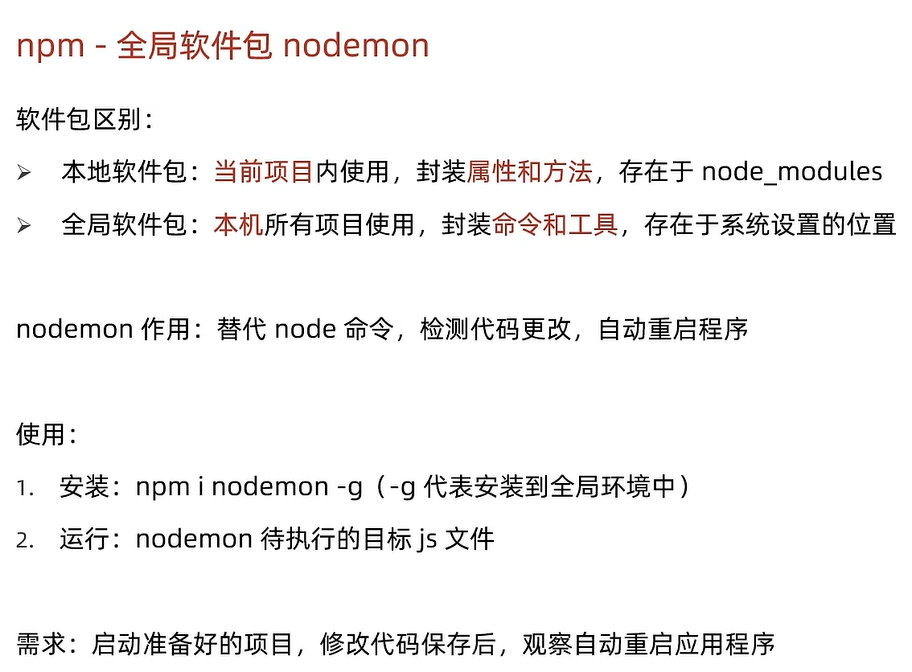 npm - 全局软件包 nodemon
软件包区别：
➢ 本地软件包：当前项目内使用，封装属性和方法，存在于 node_modules
➢ 全局软件包：本机所有项目使用，封装命令和工具，存在于系统设置的位置
nodemon 作用：替代 node 命令，检测代码更改，自动重启程序
使用：
1. 安装：npm i nodemon -g（-g 代表安装到全局环境中）
2. 运行：nodemon 待执行的目标 js 文件
需求：启动准备好的项目，修改代码保存后，观察自动重启应用程序